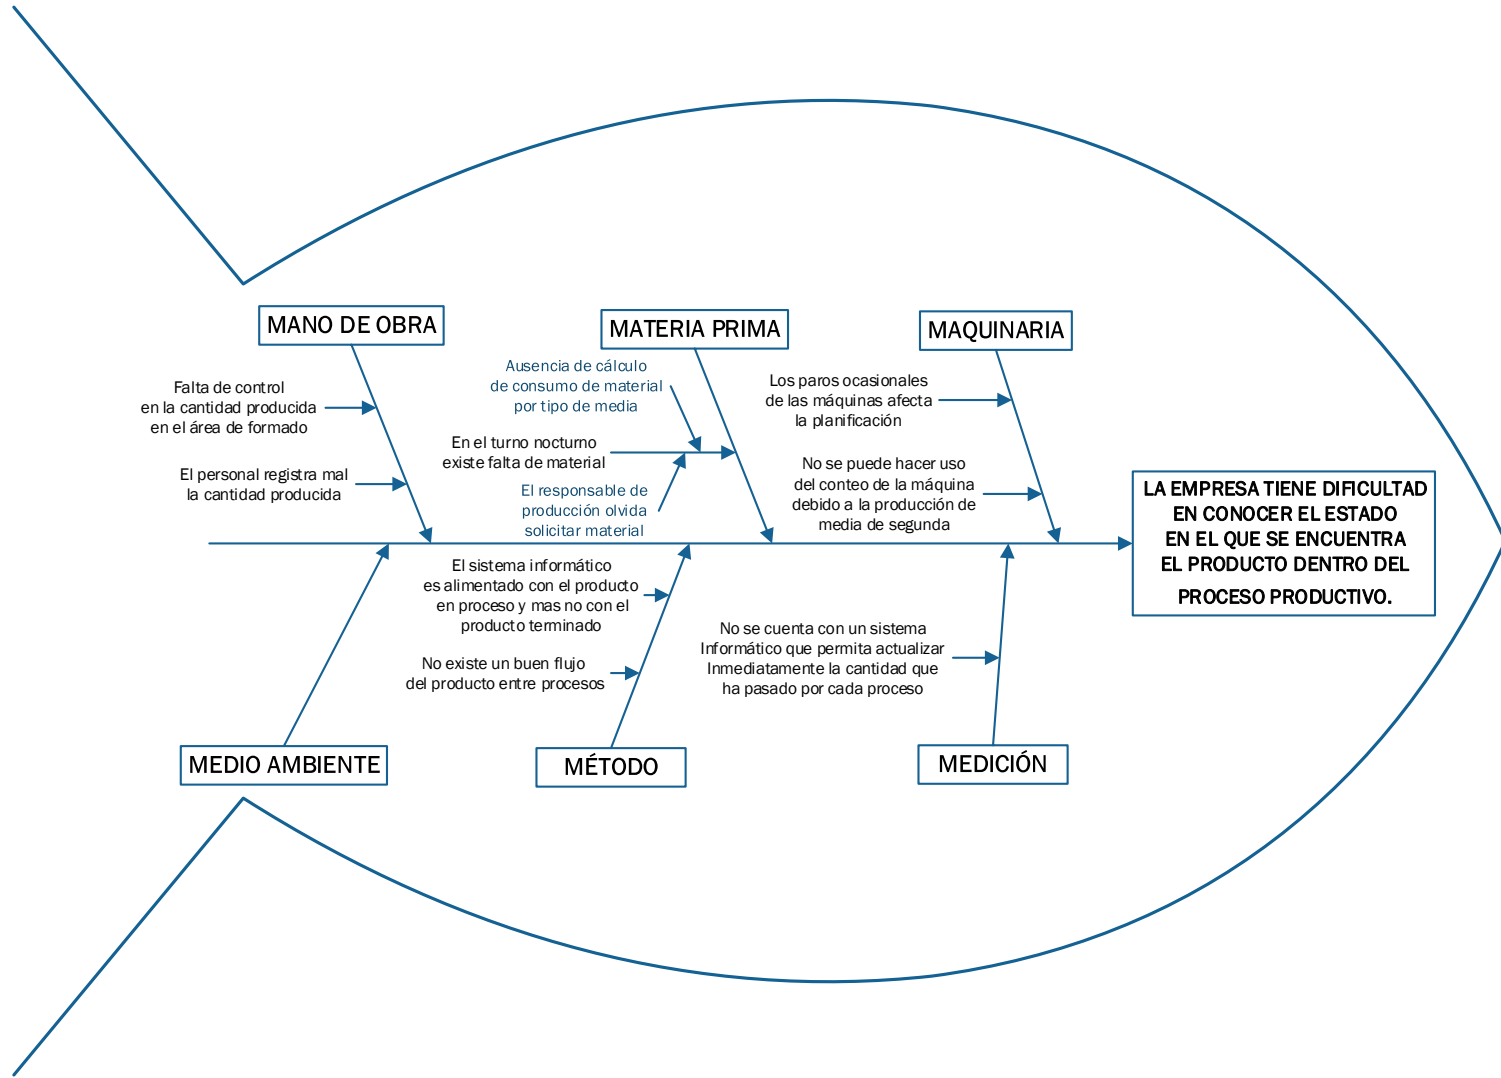 MANO DE OBRA
MATERIA PRIMA
MAQUINARIA
Falta de control
en la cantidad producida
en el área de formado
El personal registra mal
la cantidad producida
Ausencia de cálculo
de consumo de material
por tipo de media
En el turno nocturno
existe falta de material
El responsable de
producción olvida
solicitar material
Los paros ocasionales
de las máquinas afecta
la planificación
No se puede hacer uso
del conteo de la máquina
debido a la producción de
media de segunda
LA EMPRESA TIENE DIFICULTAD
EN CONOCER EL ESTADO
EN EL QUE SE ENCUENTRA
EL PRODUCTO DENTRO DEL
PROCESO PRODUCTIVO.
El sistema informático
es alimentado con el producto
en proceso y mas no con el
producto terminado
No existe un buen flujo
del producto entre procesos
No se cuenta con un sistema
Informático que permita actualizar
Inmediatamente la cantidad que
ha pasado por cada proceso
MEDIO AMBIENTE
MÉTODO
MEDICIÓN